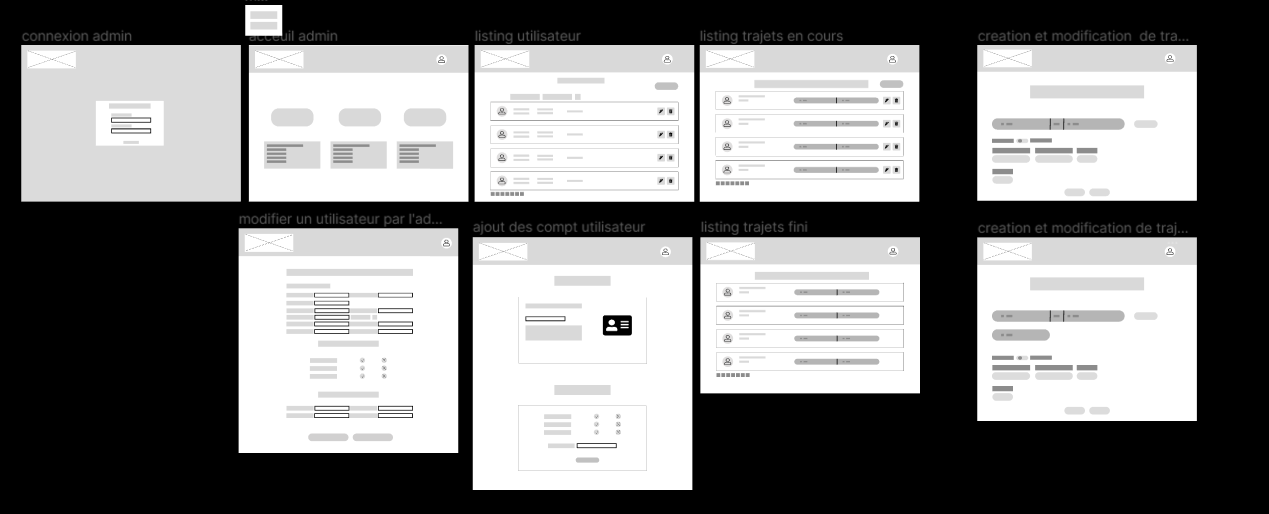 connexion admin
acceuil admin
listing utilisateur
listing trajets en cours
creation et modification de tra...
modifier un utilisateur par l'ad...
ajout des compt utilisateur
listing trajets fini
creation et modification de traj...